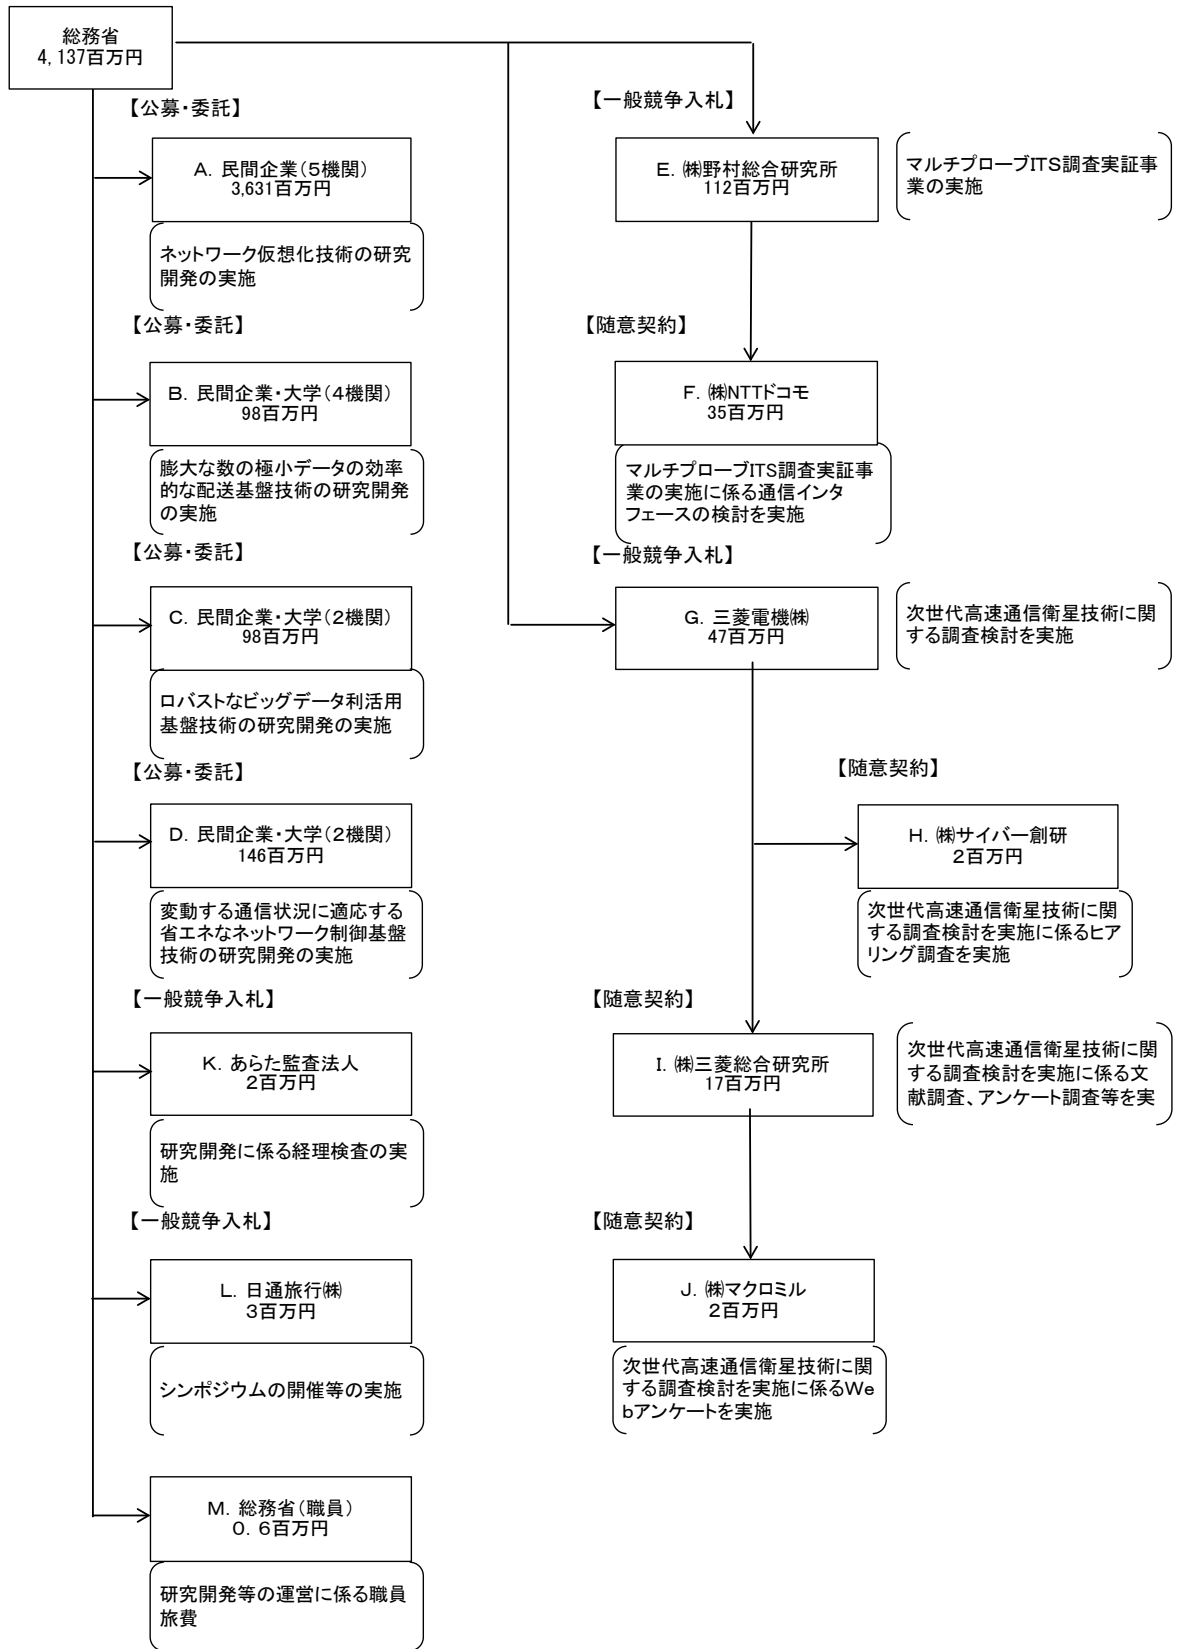 総務省
4,137百万円
【公募・委託】
A. 民間企業(5機関)
3,631百万円
ネットワーク仮想化技術の研究
開発の実施
【公募・委託】
B. 民間企業・大学(4機関)
98百万円
膨大な数の極小データの効率
的な配送基盤技術の研究開発
の実施
【公募・委託】
C. 民間企業・大学(2機関)
98百万円
ロバストなビッグデータ利活用
基盤技術の研究開発の実施
【公募・委託】
D. 民間企業・大学(2機関)
146百万円
変動する通信状況に適応する
省エネなネットワーク制御基盤
技術の研究開発の実施
【一般競争入札】
K. あらた監査法人
2百万円
研究開発に係る経理検査の実
施
【一般競争入札】
L. 日通旅行㈱
3百万円
シンポジウムの開催等の実施
M. 総務省(職員)
0.6百万円
研究開発等の運営に係る職員
旅費
【一般競争入札】
E. ㈱野村総合研究所
112百万円
マルチプローブITS調査実証事
業の実施
【随意契約】
F. ㈱NTTドコモ
35百万円
マルチプローブITS調査実証事
業の実施に係る通信インタ
フェースの検討を実施
【一般競争入札】
G. 三菱電機㈱
47百万円
次世代高速通信衛星技術に関
する調査検討を実施
【随意契約】
H. ㈱サイバー創研
2百万円
次世代高速通信衛星技術に関
する調査検討を実施に係るヒア
リング調査を実施
【随意契約】
I. ㈱三菱総合研究所
17百万円
次世代高速通信衛星技術に関
する調査検討を実施に係る文
献調査、アンケート調査等を実
【随意契約】
J. ㈱マクロミル
2百万円
次世代高速通信衛星技術に関
する調査検討を実施に係るWe
bアンケートを実施